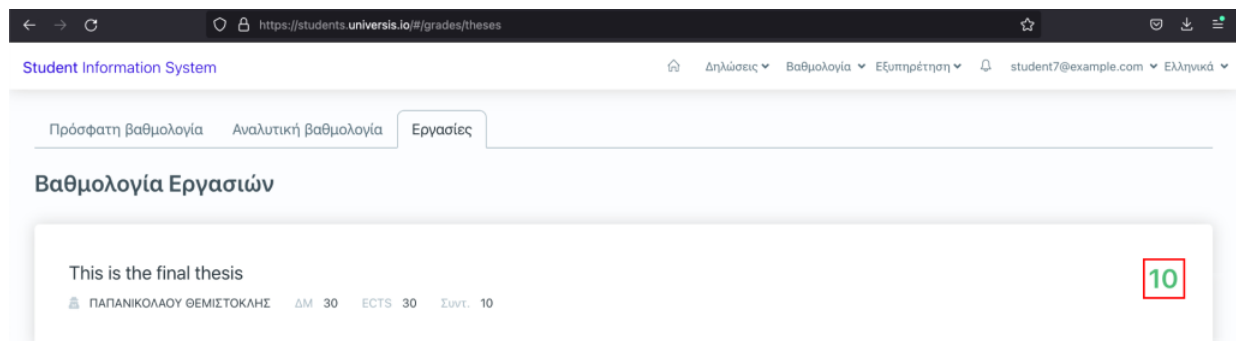 https://students.universis.io/#/grades/theses
Student Information System Δηλώσεις Βαθμολογία Εξυπηρέτηση student7@example.com Ελληνικά
Πρόσφατη βαθμολογία Αναλυτική βαθμολογία Εργασίες
Βαθμολογία Εργασιών
This is the final thesis 10
ΠΑΠΑΝΙΚΟΛΑΟΥ ΘΕΜΙΣΤΟΚΛΗΣ ΔΜ 30 ECTS 30 Συντ. 10